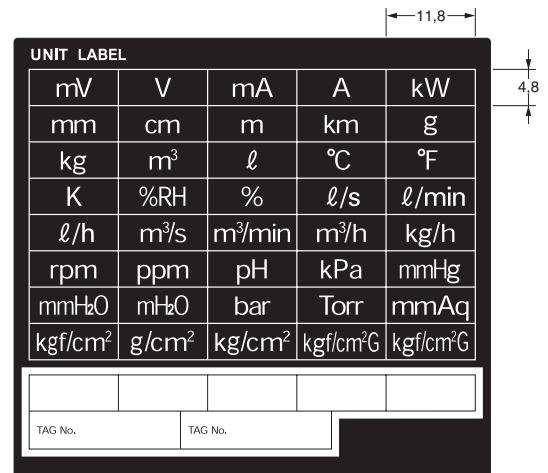 11,8
UNIT LABEL
4,8
mV V mA A kW
mm cm m km g
kg m³ ℓ °C °F
K %RH % ℓ/s ℓ/min
ℓ/h m³/s m³/min m³/h kg/h
rpm ppm pH kPa mmHg
mmH₂O mH₂O bar Torr mmAq
kgf/cm² g/cm² kg/cm² kgf/cm²G kgf/cm²G
TAG No. TAG No.